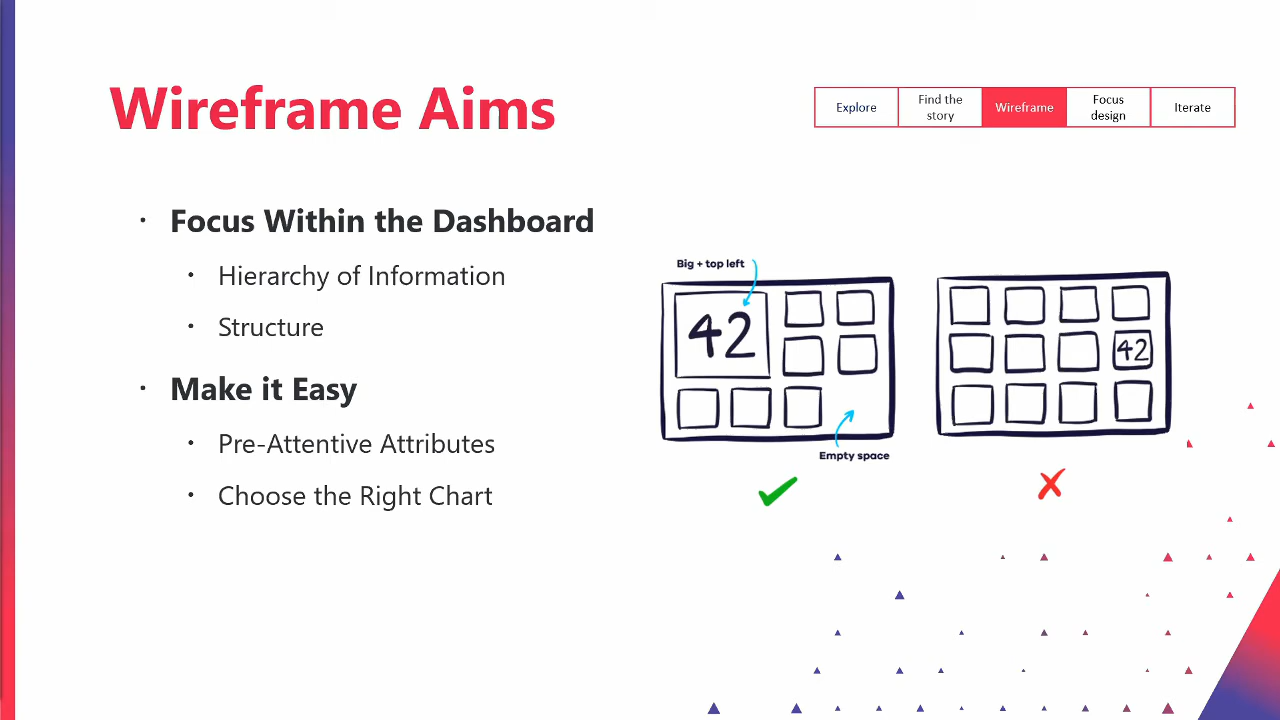 Wireframe Aims
Explore
Find the
story
Wireframe
Focus
design
Iterate
Focus Within the Dashboard
Hierarchy of Information
Structure
Make it Easy
Pre-Attentive Attributes
Choose the Right Chart
Big + top left
42
Empty space
42